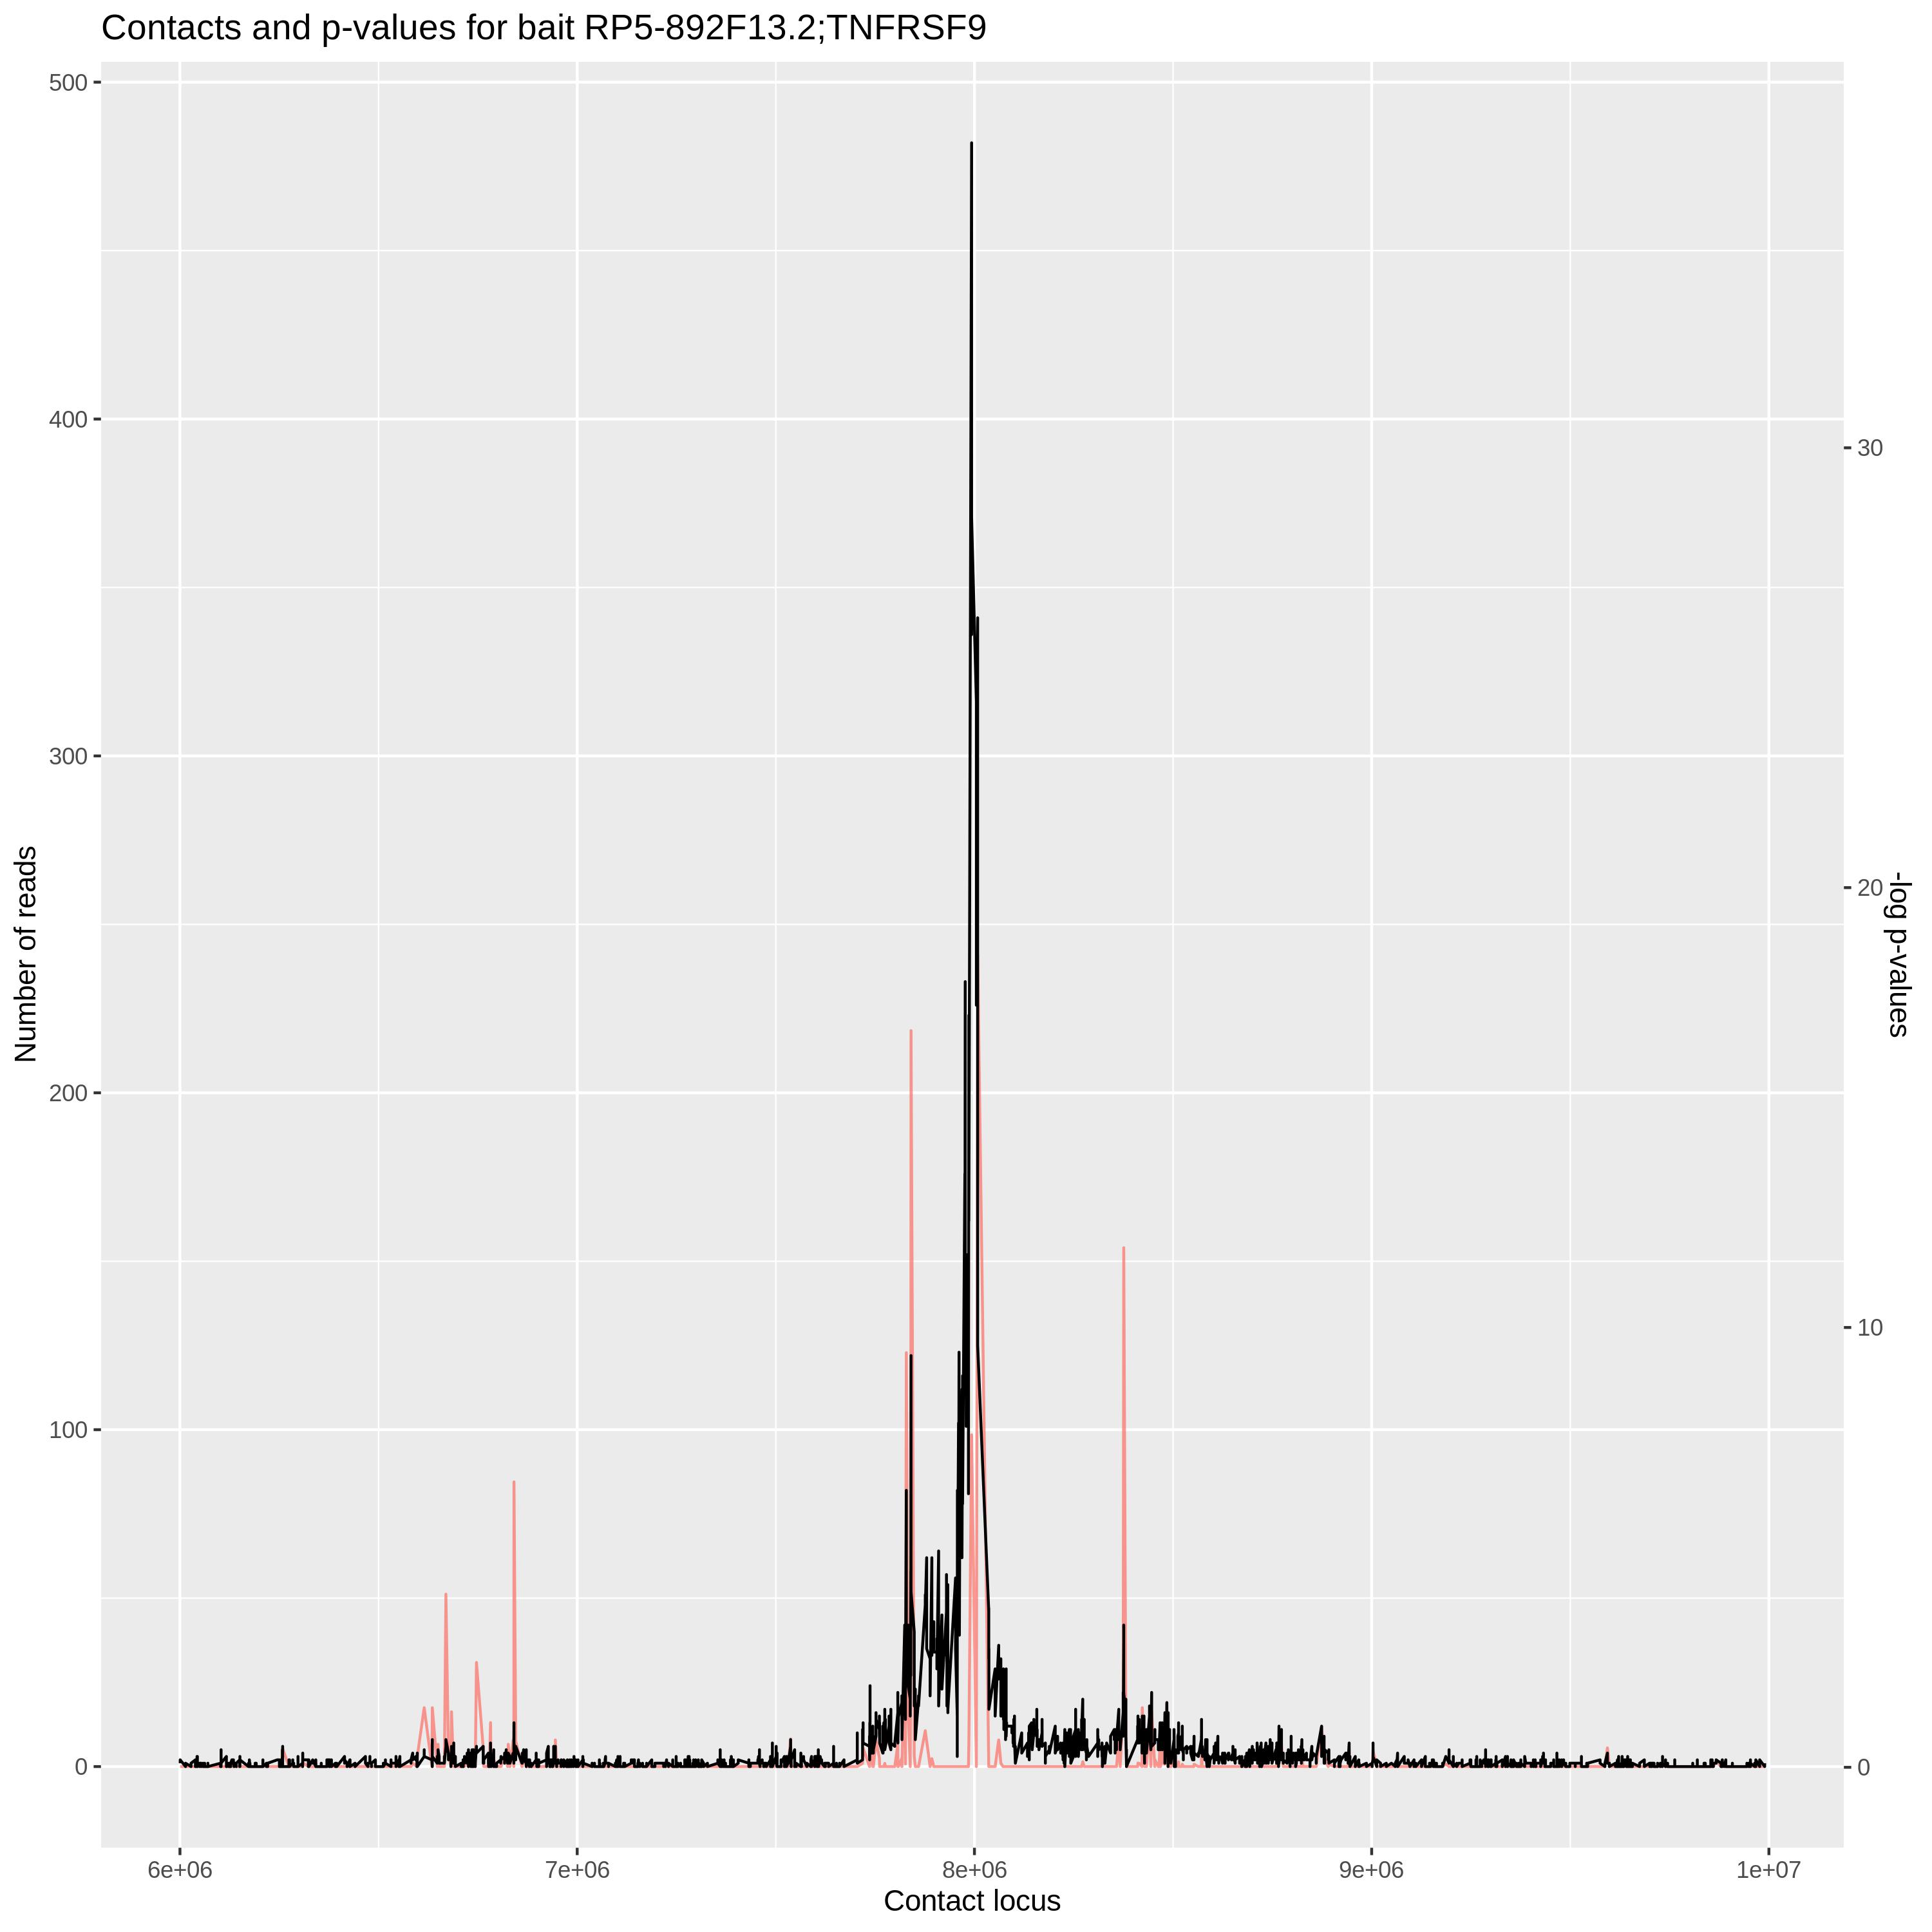 Contacts and p-values for bait RP5-892F13.2;TNFRSF9
500
400
300
200
100
0
Number of reads
30
20
10
0
-log p-values
6e+06
7e+06
8e+06
9e+06
1e+07
Contact locus